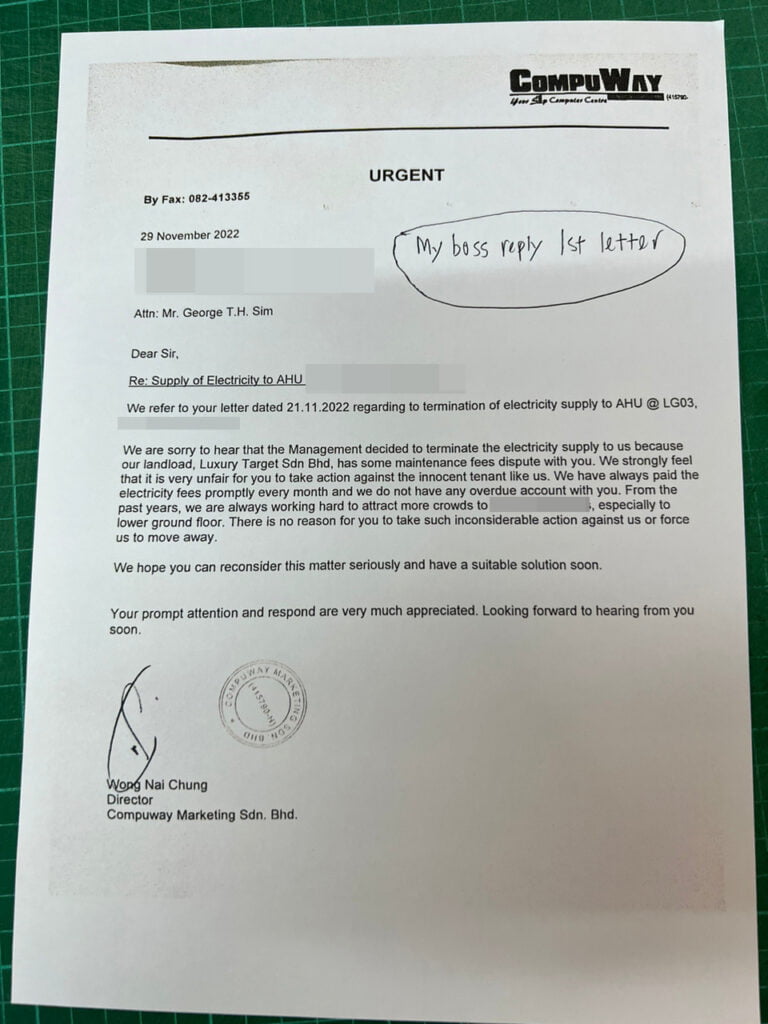 COMPUWAY
Your Computer Centre
(415790-
URGENT
By Fax: 082-413355
29 November 2022
My boss reply 1st letter
Attn: Mr. George T.H. Sim
Dear Sir,
Re: Supply of Electricity to AHU
We refer to your letter dated 21.11.2022 regarding to termination of electricity supply to AHU @ LG03,
We are sorry to hear that the Management decided to terminate the electricity supply to us because
our landload, Luxury Target Sdn Bhd, has some maintenance fees dispute with you. We strongly feel
that it is very unfair for you to take action against the innocent tenant like us. We have always paid the
electricity fees promptly every month and we do not have any overdue account with you. From the
past years, we are always working hard to attract more crowds to , especially to
lower ground floor. There is no reason for you to take such inconsiderable action against us or force
us to move away.
We hope you can reconsider this matter seriously and have a suitable solution soon.
Your prompt attention and respond are very much appreciated. Looking forward to hearing from you
soon.
COMPUWAY MARKETING SDN. BHD
(415790-H)
Wong Nai Chung
Director
Compuway Marketing Sdn. Bhd.